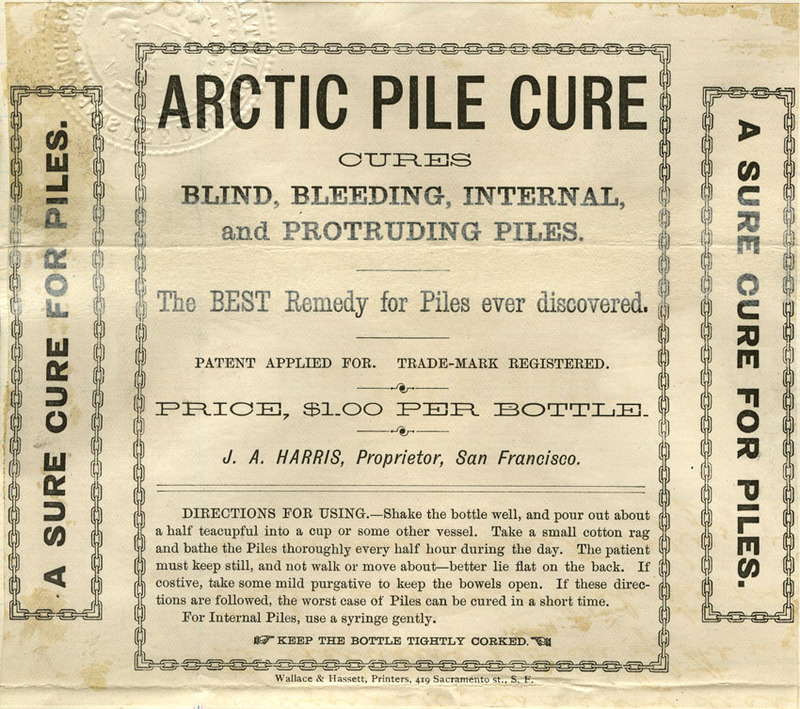 A SURE CURE FOR PILES.
ARCTIC PILE CURE
CURES
BLIND, BLEEDING, INTERNAL,
and PROTRUDING PILES.
The BEST Remedy for Piles ever discovered.
PATENT APPLIED FOR. TRADE-MARK REGISTERED.
PRICE, $1.00 PER BOTTLE.
J. A. HARRIS, Proprietor, San Francisco.
DIRECTIONS FOR USING.—Shake the bottle well, and pour out about
a half teacupful into a cup or some other vessel. Take a small cotton rag
and bathe the Piles thoroughly every half hour during the day. The patient
must keep still, and not walk or move about—better lie flat on the back. If
costive, take some mild purgative to keep the bowels open. If these direc-
tions are followed, the worst case of Piles can be cured in a short time.
For Internal Piles, use a syringe gently.
KEEP THE BOTTLE TIGHTLY CORKED.
Wallace & Hassett, Printers, 419 Sacramento st., S. F.
A SURE CURE FOR PILES.